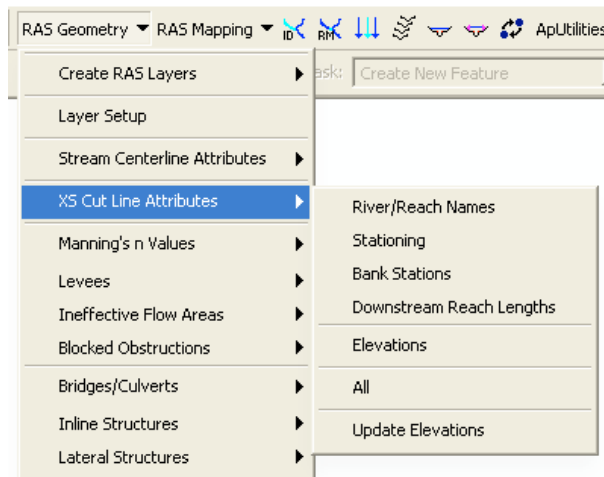 RAS Geometry RAS Mapping ID RM ApUtilities
Create RAS Layers
ask: Create New Feature
Layer Setup
Stream Centerline Attributes
XS Cut Line Attributes
Manning's n Values
Levees
Ineffective Flow Areas
Blocked Obstructions
Bridges/Culverts
Inline Structures
Lateral Structures
River/Reach Names
Stationing
Bank Stations
Downstream Reach Lengths
Elevations
All
Update Elevations